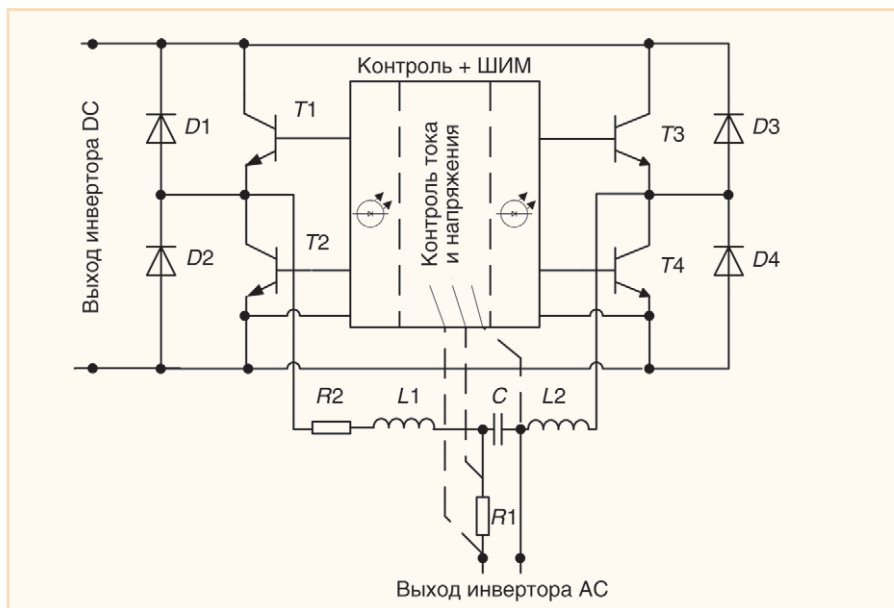 Контроль + ШИМ
T1
T3
D1
D3
Выход инвертора DC
Контроль тока
и напряжения
T2
T4
D2
D4
R2
L1
C
L2
R1
Выход инвертора AC